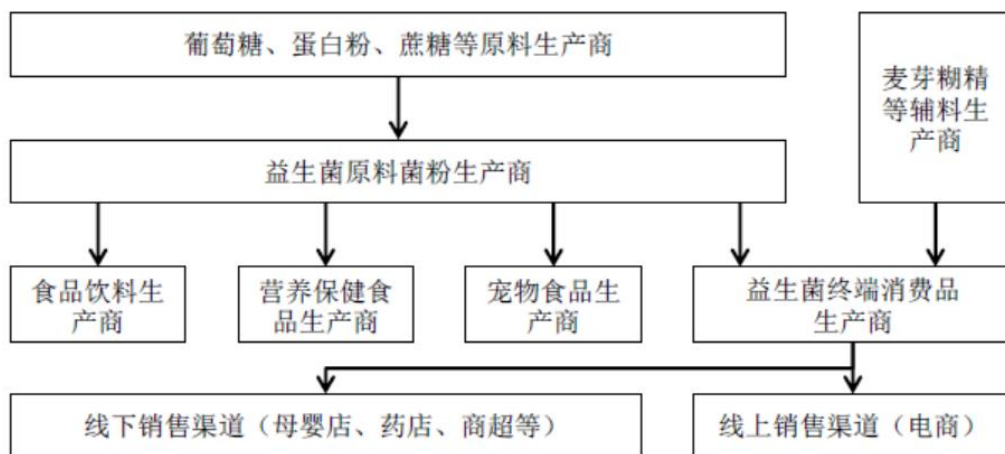 葡萄糖、蛋白粉、蔗糖等原料生产商
麦芽糊精
等辅料生
产商
益生菌原料菌粉生产商
食品饮料生
产商
营养保健食
品生产商
宠物食品生
产商
益生菌终端消费品
生产商
线下销售渠道（母婴店、药店、商超等）
线上销售渠道（电商）